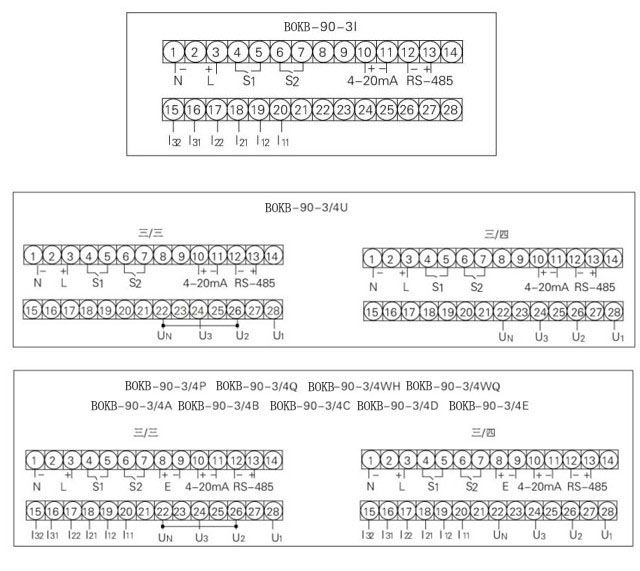 BOKB-90-3I
1 2 3 4 5 6 7 8 9 10 11 12 13 14
− + + − − +
N L S1 S2 4-20mA RS-485
15 16 17 18 19 20 21 22 23 24 25 26 27 28
I32 I31 I22 I21 I12 I11
BOKB-90-3/4U
三/三
1 2 3 4 5 6 7 8 9 10 11 12 13 14
− + + − − +
N L S1 S2 4-20mA RS-485
15 16 17 18 19 20 21 22 23 24 25 26 27 28
UN U3 U2 U1
三/四
1 2 3 4 5 6 7 8 9 10 11 12 13 14
− + + − − +
N L S1 S2 4-20mA RS-485
15 16 17 18 19 20 21 22 23 24 25 26 27 28
UN U3 U2 U1
BOKB-90-3/4P BOKB-90-3/4Q BOKB-90-3/4WH BOKB-90-3/4WQ
BOKB-90-3/4A BOKB-90-3/4B BOKB-90-3/4C BOKB-90-3/4D BOKB-90-3/4E
三/三
1 2 3 4 5 6 7 8 9 10 11 12 13 14
− + + − + − − +
N L S1 S2 E 4-20mA RS-485
15 16 17 18 19 20 21 22 23 24 25 26 27 28
I32 I31 I22 I21 I12 I11 UN U3 U2 U1
三/四
1 2 3 4 5 6 7 8 9 10 11 12 13 14
− + + − + − − +
N L S1 S2 E 4-20mA RS-485
15 16 17 18 19 20 21 22 23 24 25 26 27 28
I32 I31 I22 I21 I12 I11 UN U3 U2 U1